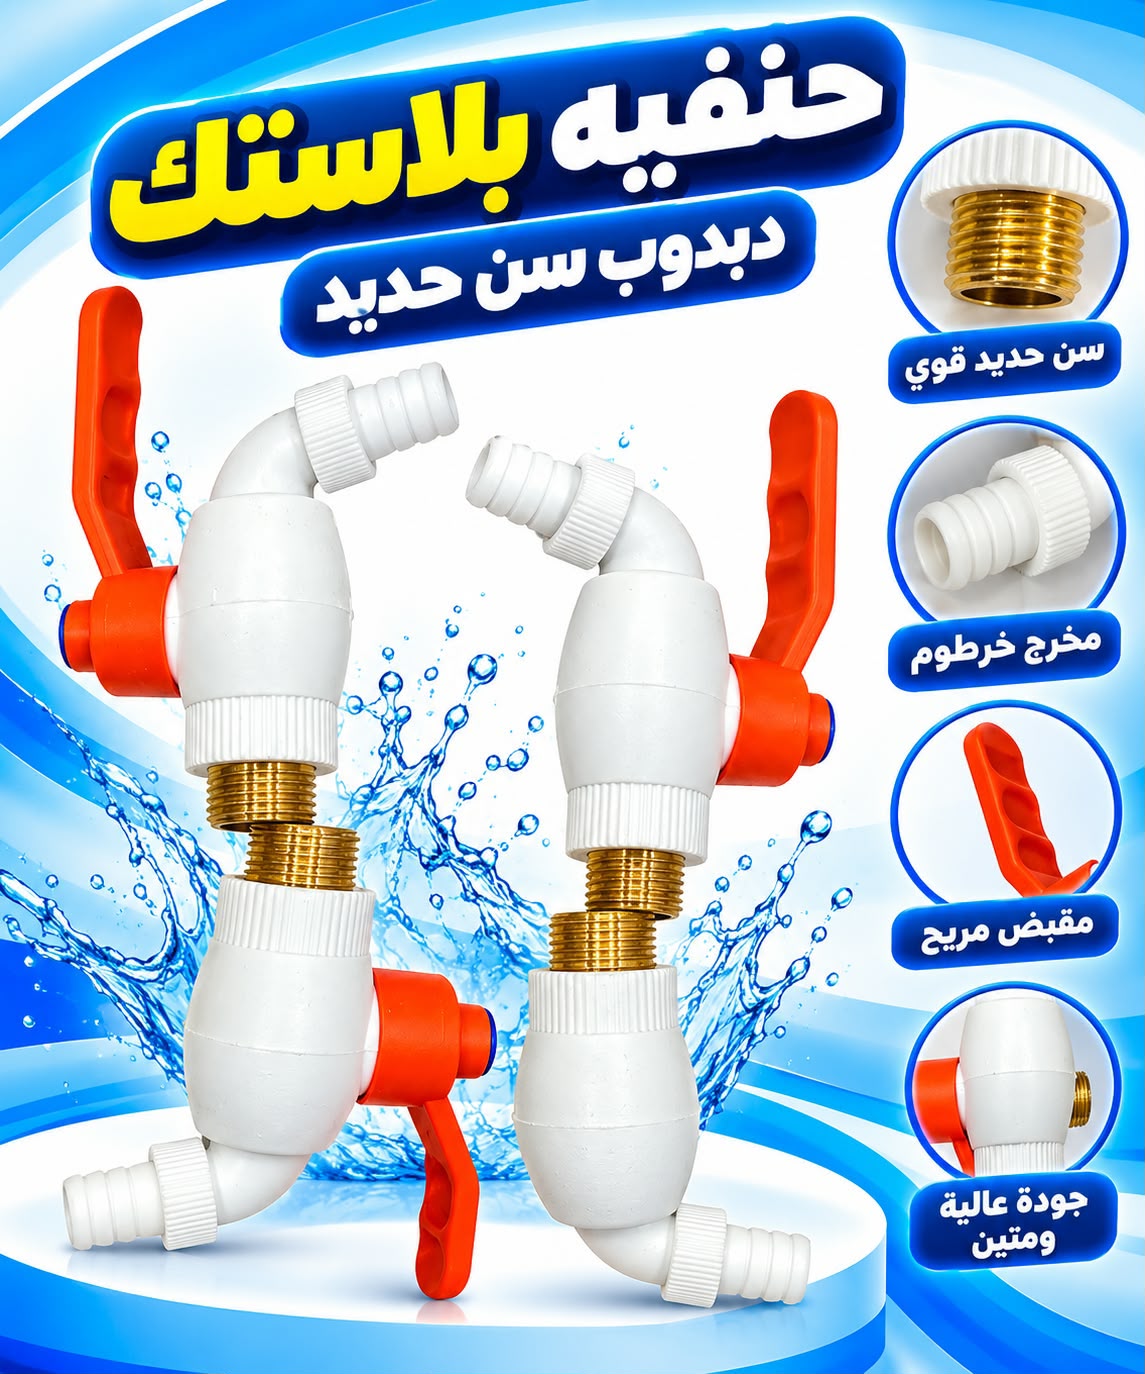 حنفيه بلاستك
دبدوب سن حديد
سن حديد قوي
مخرج خرطوم
مقبض مريح
جودة عالية
ومتين